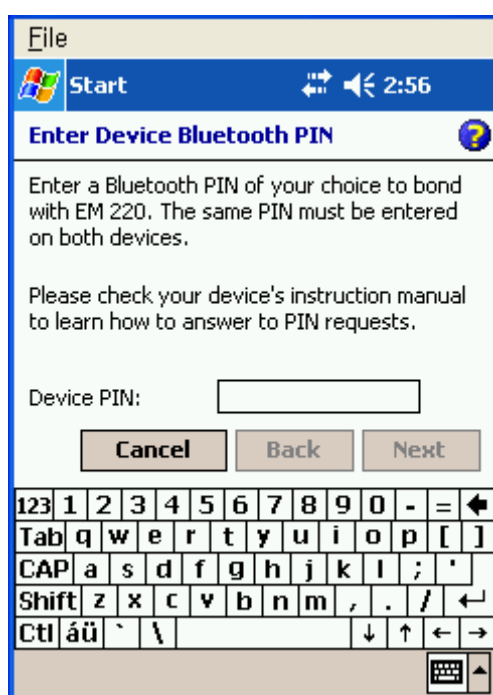 File
Start 2:56
Enter Device Bluetooth PIN ?
Enter a Bluetooth PIN of your choice to bond
with EM 220. The same PIN must be entered
on both devices.
Please check your device's instruction manual
to learn how to answer to PIN requests.
Device PIN:
Cancel Back Next
123 1 2 3 4 5 6 7 8 9 0 - = 🡄
Tab q w e r t y u i o p [ ]
CAP a s d f g h j k l ; '
Shift z x c v b n m , . / ↵
Ctl áü ` \ ↓ ↑ ← →